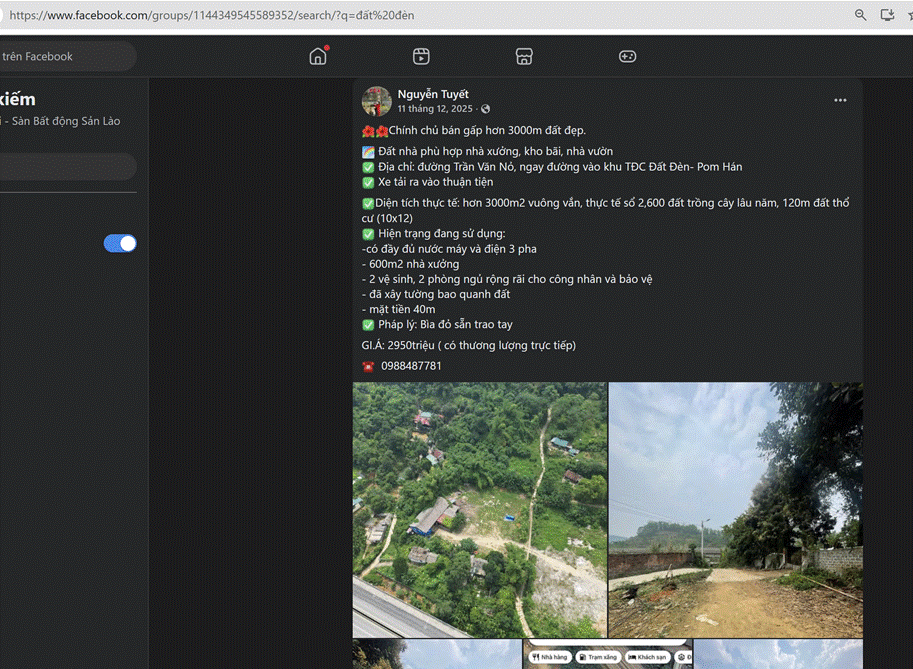 https://www.facebook.com/groups/1144349545589352/search/?q=đất%20đèn
trên Facebook
kiếm
i - Sàn Bất động Sản Lào
Nguyễn Tuyết
11 tháng 12, 2025 ·
Chính chủ bán gấp hơn 3000m đất đẹp.
Đất nhà phù hợp nhà xưởng, kho bãi, nhà vườn
Địa chỉ: đường Trần Văn Nỏ, ngay đường vào khu TĐC Đất Đèn- Pom Hán
Xe tải ra vào thuận tiện
Diện tích thực tế: hơn 3000m2 vuông vắn, thực tế sổ 2,600 đất trồng cây lâu năm, 120m đất thổ
cư (10x12)
Hiện trạng đang sử dụng:
-có đầy đủ nước máy và điện 3 pha
- 600m2 nhà xưởng
- 2 vệ sinh, 2 phòng ngủ rộng rãi cho công nhân và bảo vệ
- đã xây tường bao quanh đất
- mặt tiền 40m
Pháp lý: Bìa đỏ sẵn trao tay
GI.Á: 2950triệu ( có thương lượng trực tiếp)
0988487781
Nhà hàng
Trạm xăng
Khách sạn